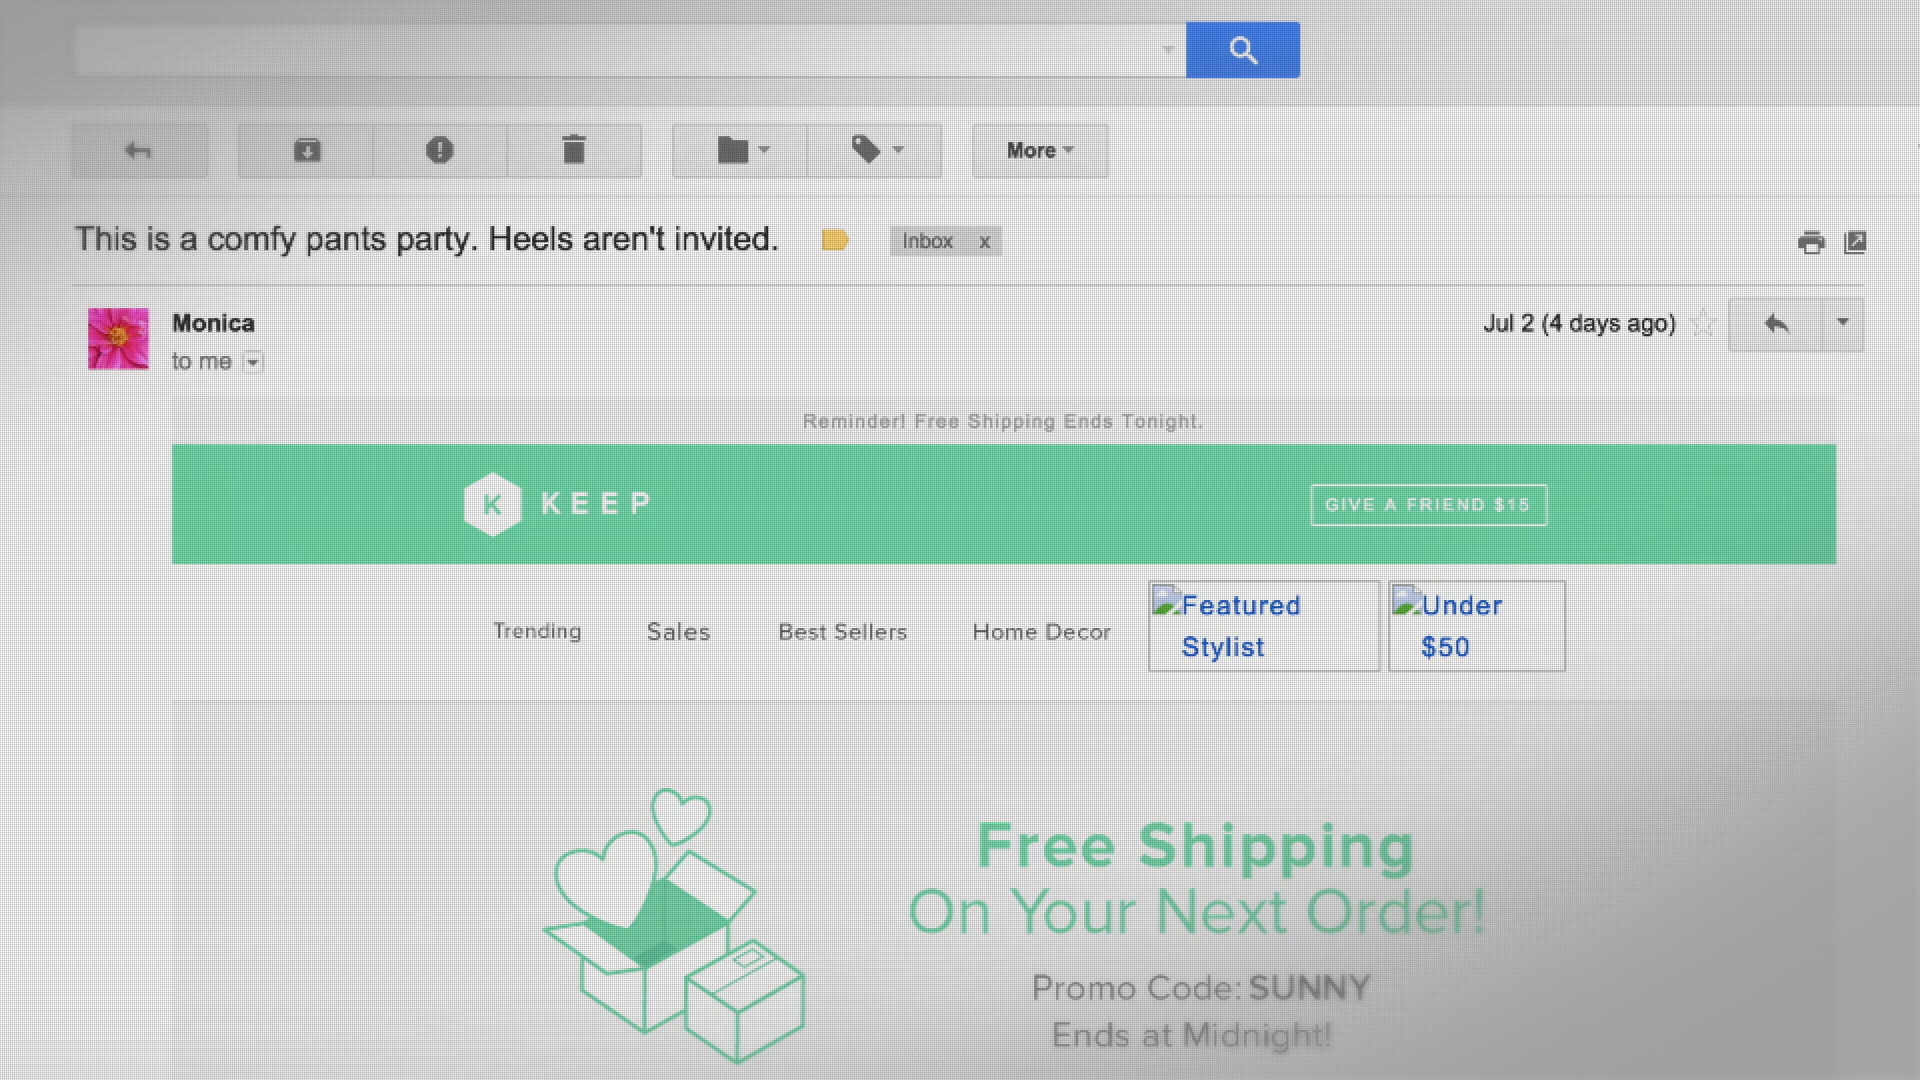 More
This is a comfy pants party. Heels aren't invited.
Inbox x
Monica
Jul 2 (4 days ago)
to me
Reminder! Free Shipping Ends Tonight.
K KEEP
GIVE A FRIEND $15
Trending Sales Best Sellers Home Decor
Featured
Stylist
Under
$50
Free Shipping
On Your Next Order!
Promo Code: SUNNY
Ends at Midnight!